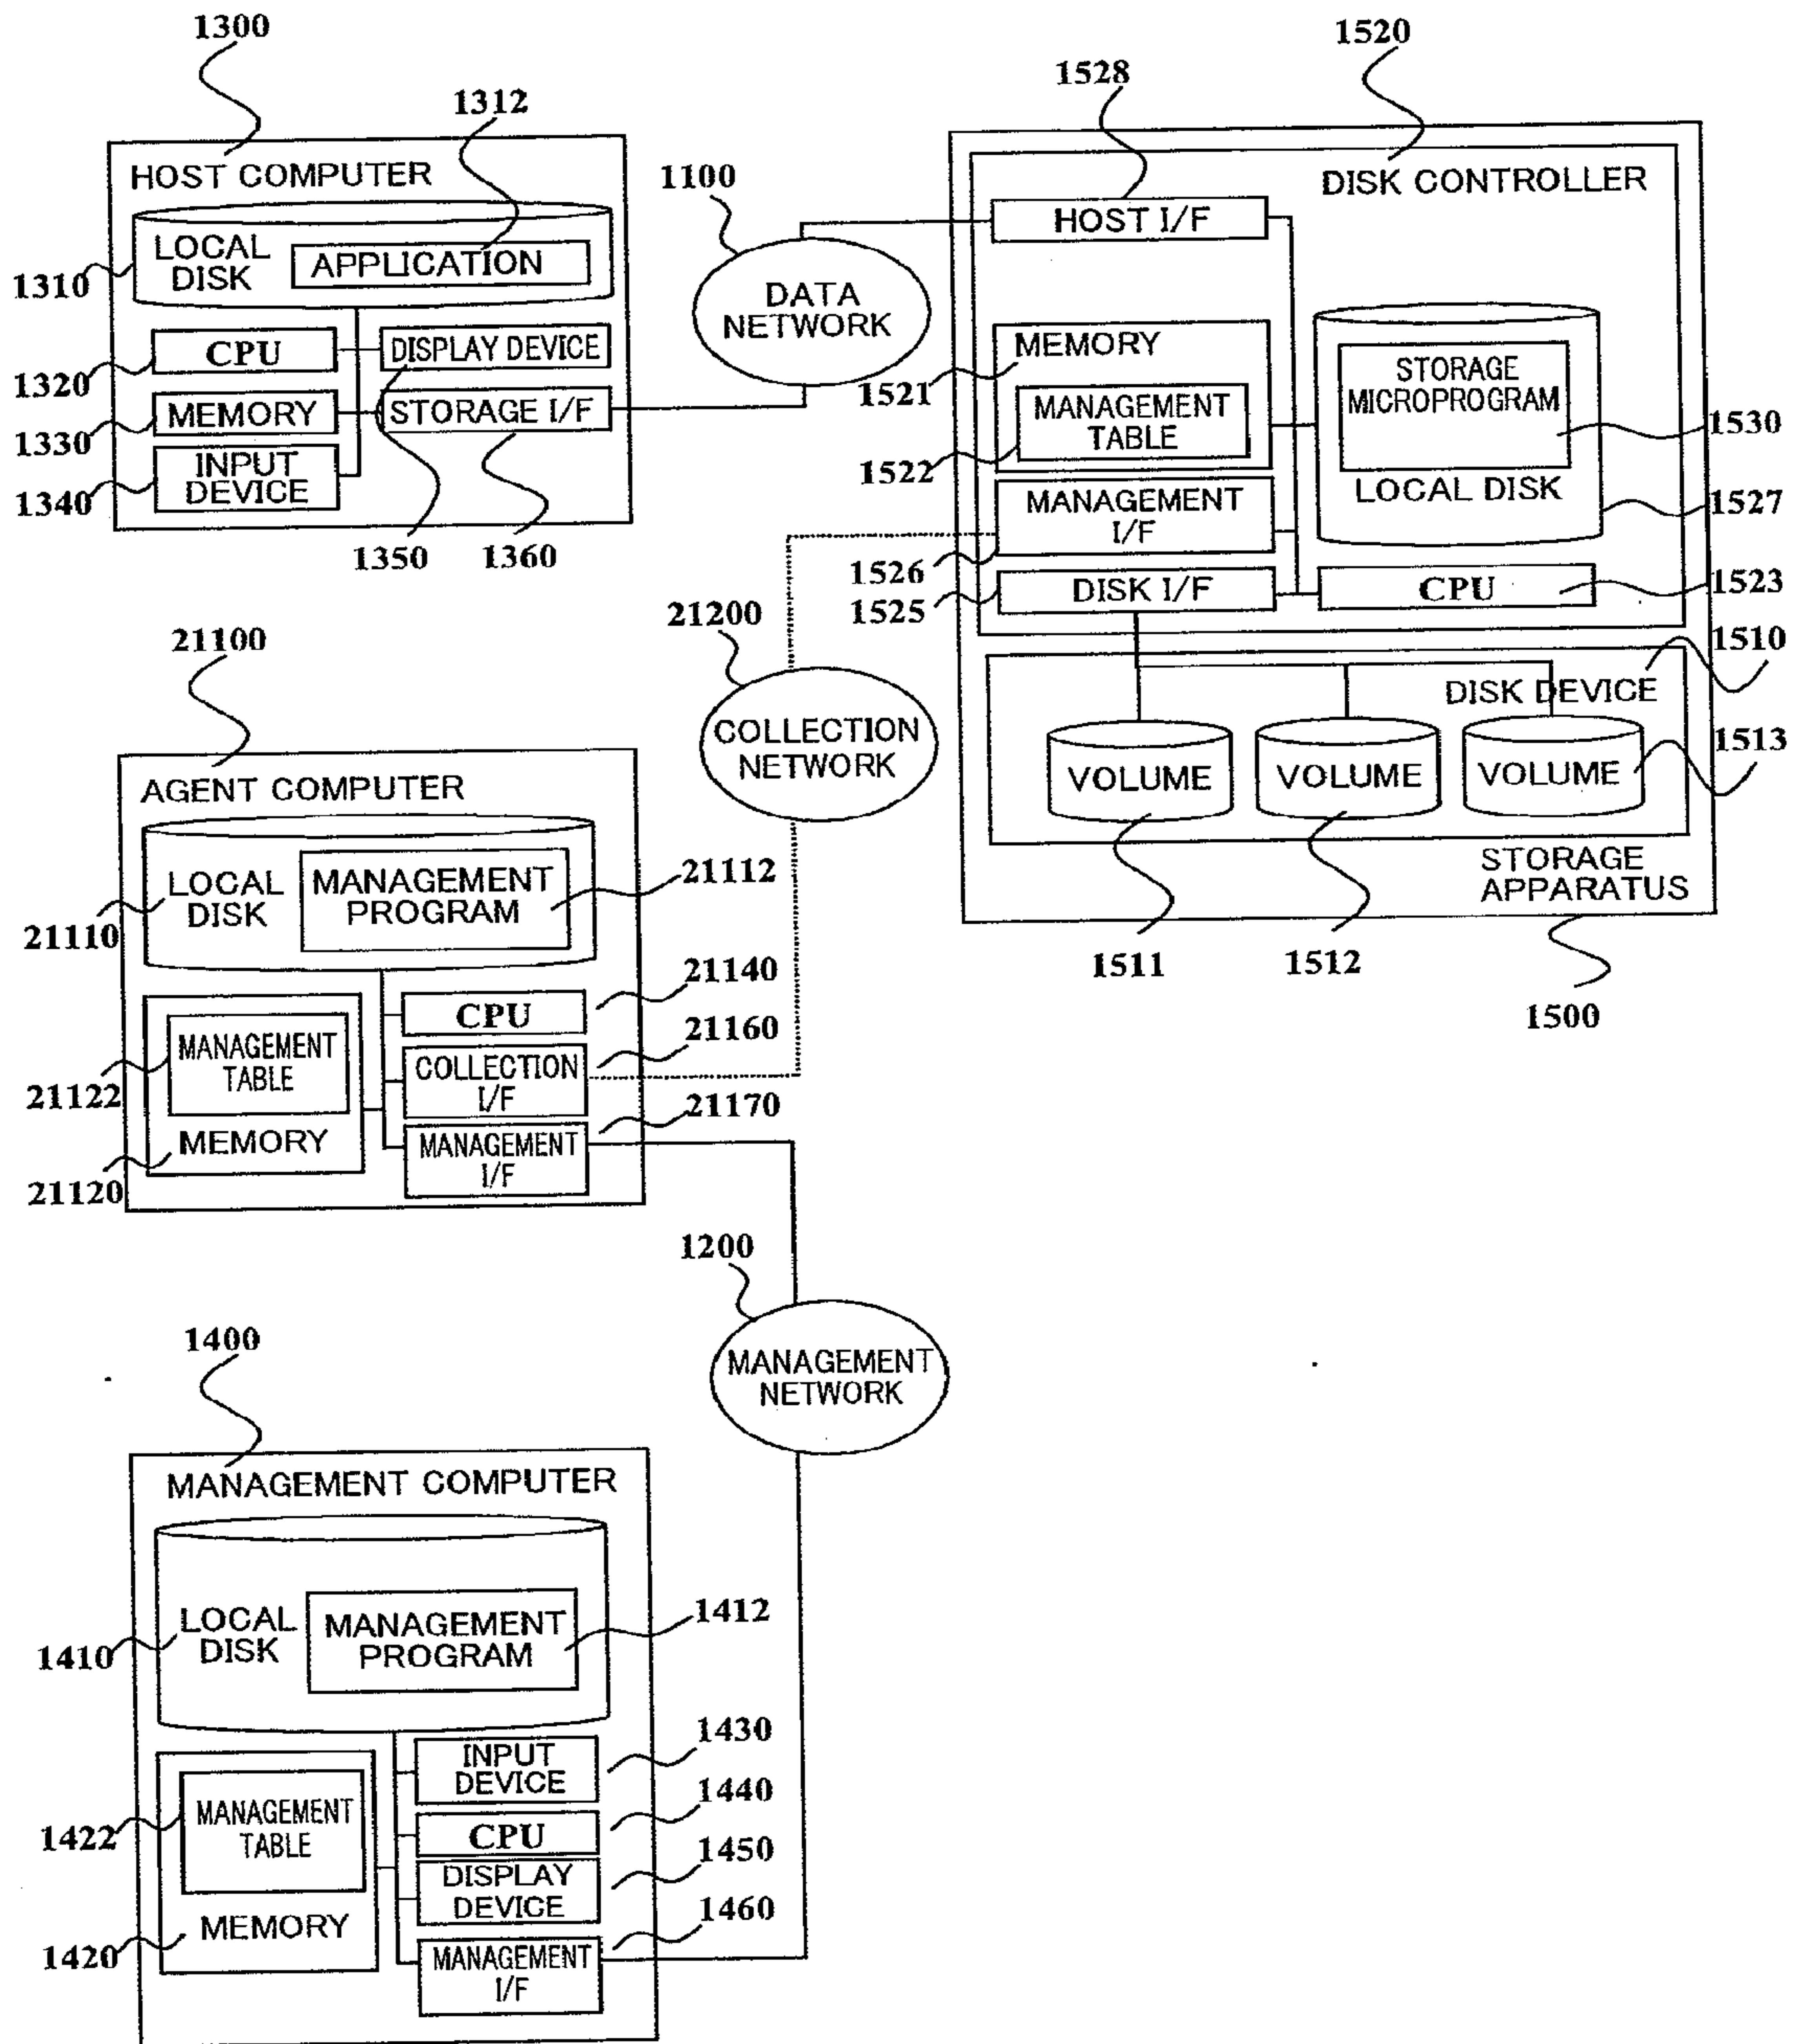 1300
HOST COMPUTER
1312
LOCAL
DISK
APPLICATION
1310
CPU
DISPLAY DEVICE
1320
MEMORY
STORAGE I/F
1330
INPUT
DEVICE
1340
1350
1360
1100
DATA
NETWORK
1520
1528
DISK CONTROLLER
HOST I/F
MEMORY
1521
MANAGEMENT
TABLE
1522
STORAGE
MICROPROGRAM
1530
LOCAL DISK
1527
MANAGEMENT
I/F
1526
DISK I/F
1525
CPU
1523
1510
DISK DEVICE
VOLUME
VOLUME
VOLUME
1513
1511
1512
STORAGE
APPARATUS
1500
21200
COLLECTION
NETWORK
21100
AGENT COMPUTER
LOCAL
DISK
MANAGEMENT
PROGRAM
21112
21110
21140
CPU
21160
MANAGEMENT
TABLE
COLLECTION
I/F
21122
21170
MEMORY
MANAGEMENT
I/F
21120
1200
MANAGEMENT
NETWORK
1400
MANAGEMENT COMPUTER
LOCAL
DISK
MANAGEMENT
PROGRAM
1412
1410
1430
INPUT
DEVICE
1440
MANAGEMENT
TABLE
CPU
1422
1450
DISPLAY
DEVICE
1460
MEMORY
1420
MANAGEMENT
I/F